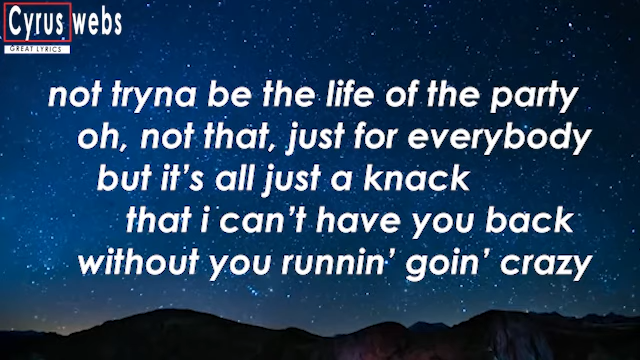 Cyrus webs
GREAT LYRICS
not tryna be the life of the party
oh, not that, just for everybody
but it's all just a knack
that i can't have you back
without you runnin' goin' crazy